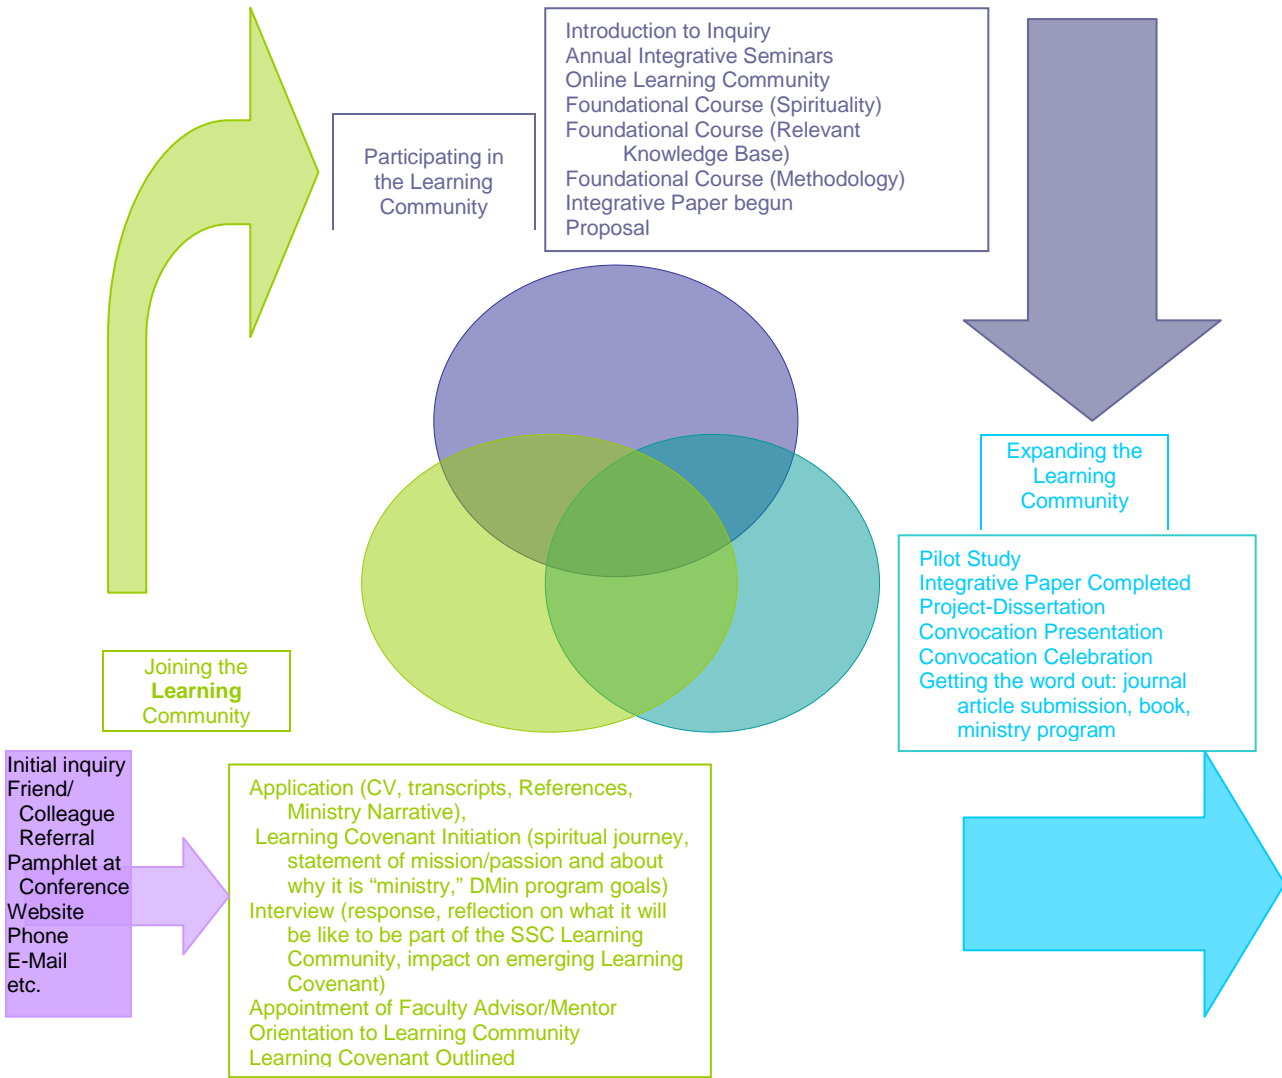 Introduction to Inquiry
Annual Integrative Seminars
Online Learning Community
Foundational Course (Spirituality)
Foundational Course (Relevant
Knowledge Base)
Foundational Course (Methodology)
Integrative Paper begun
Proposal
Participating in
the Learning
Community
Expanding the
Learning
Community
Pilot Study
Integrative Paper Completed
Project-Dissertation
Convocation Presentation
Convocation Celebration
Getting the word out: journal
article submission, book,
ministry program
Joining the
Learning
Community
Initial inquiry
Friend/
Colleague
Referral
Pamphlet at
Conference
Website
Phone
E-Mail
etc.
Application (CV, transcripts, References,
Ministry Narrative),
Learning Covenant Initiation (spiritual journey,
statement of mission/passion and about
why it is “ministry,” DMin program goals)
Interview (response, reflection on what it will
be like to be part of the SSC Learning
Community, impact on emerging Learning
Covenant)
Appointment of Faculty Advisor/Mentor
Orientation to Learning Community
Learning Covenant Outlined